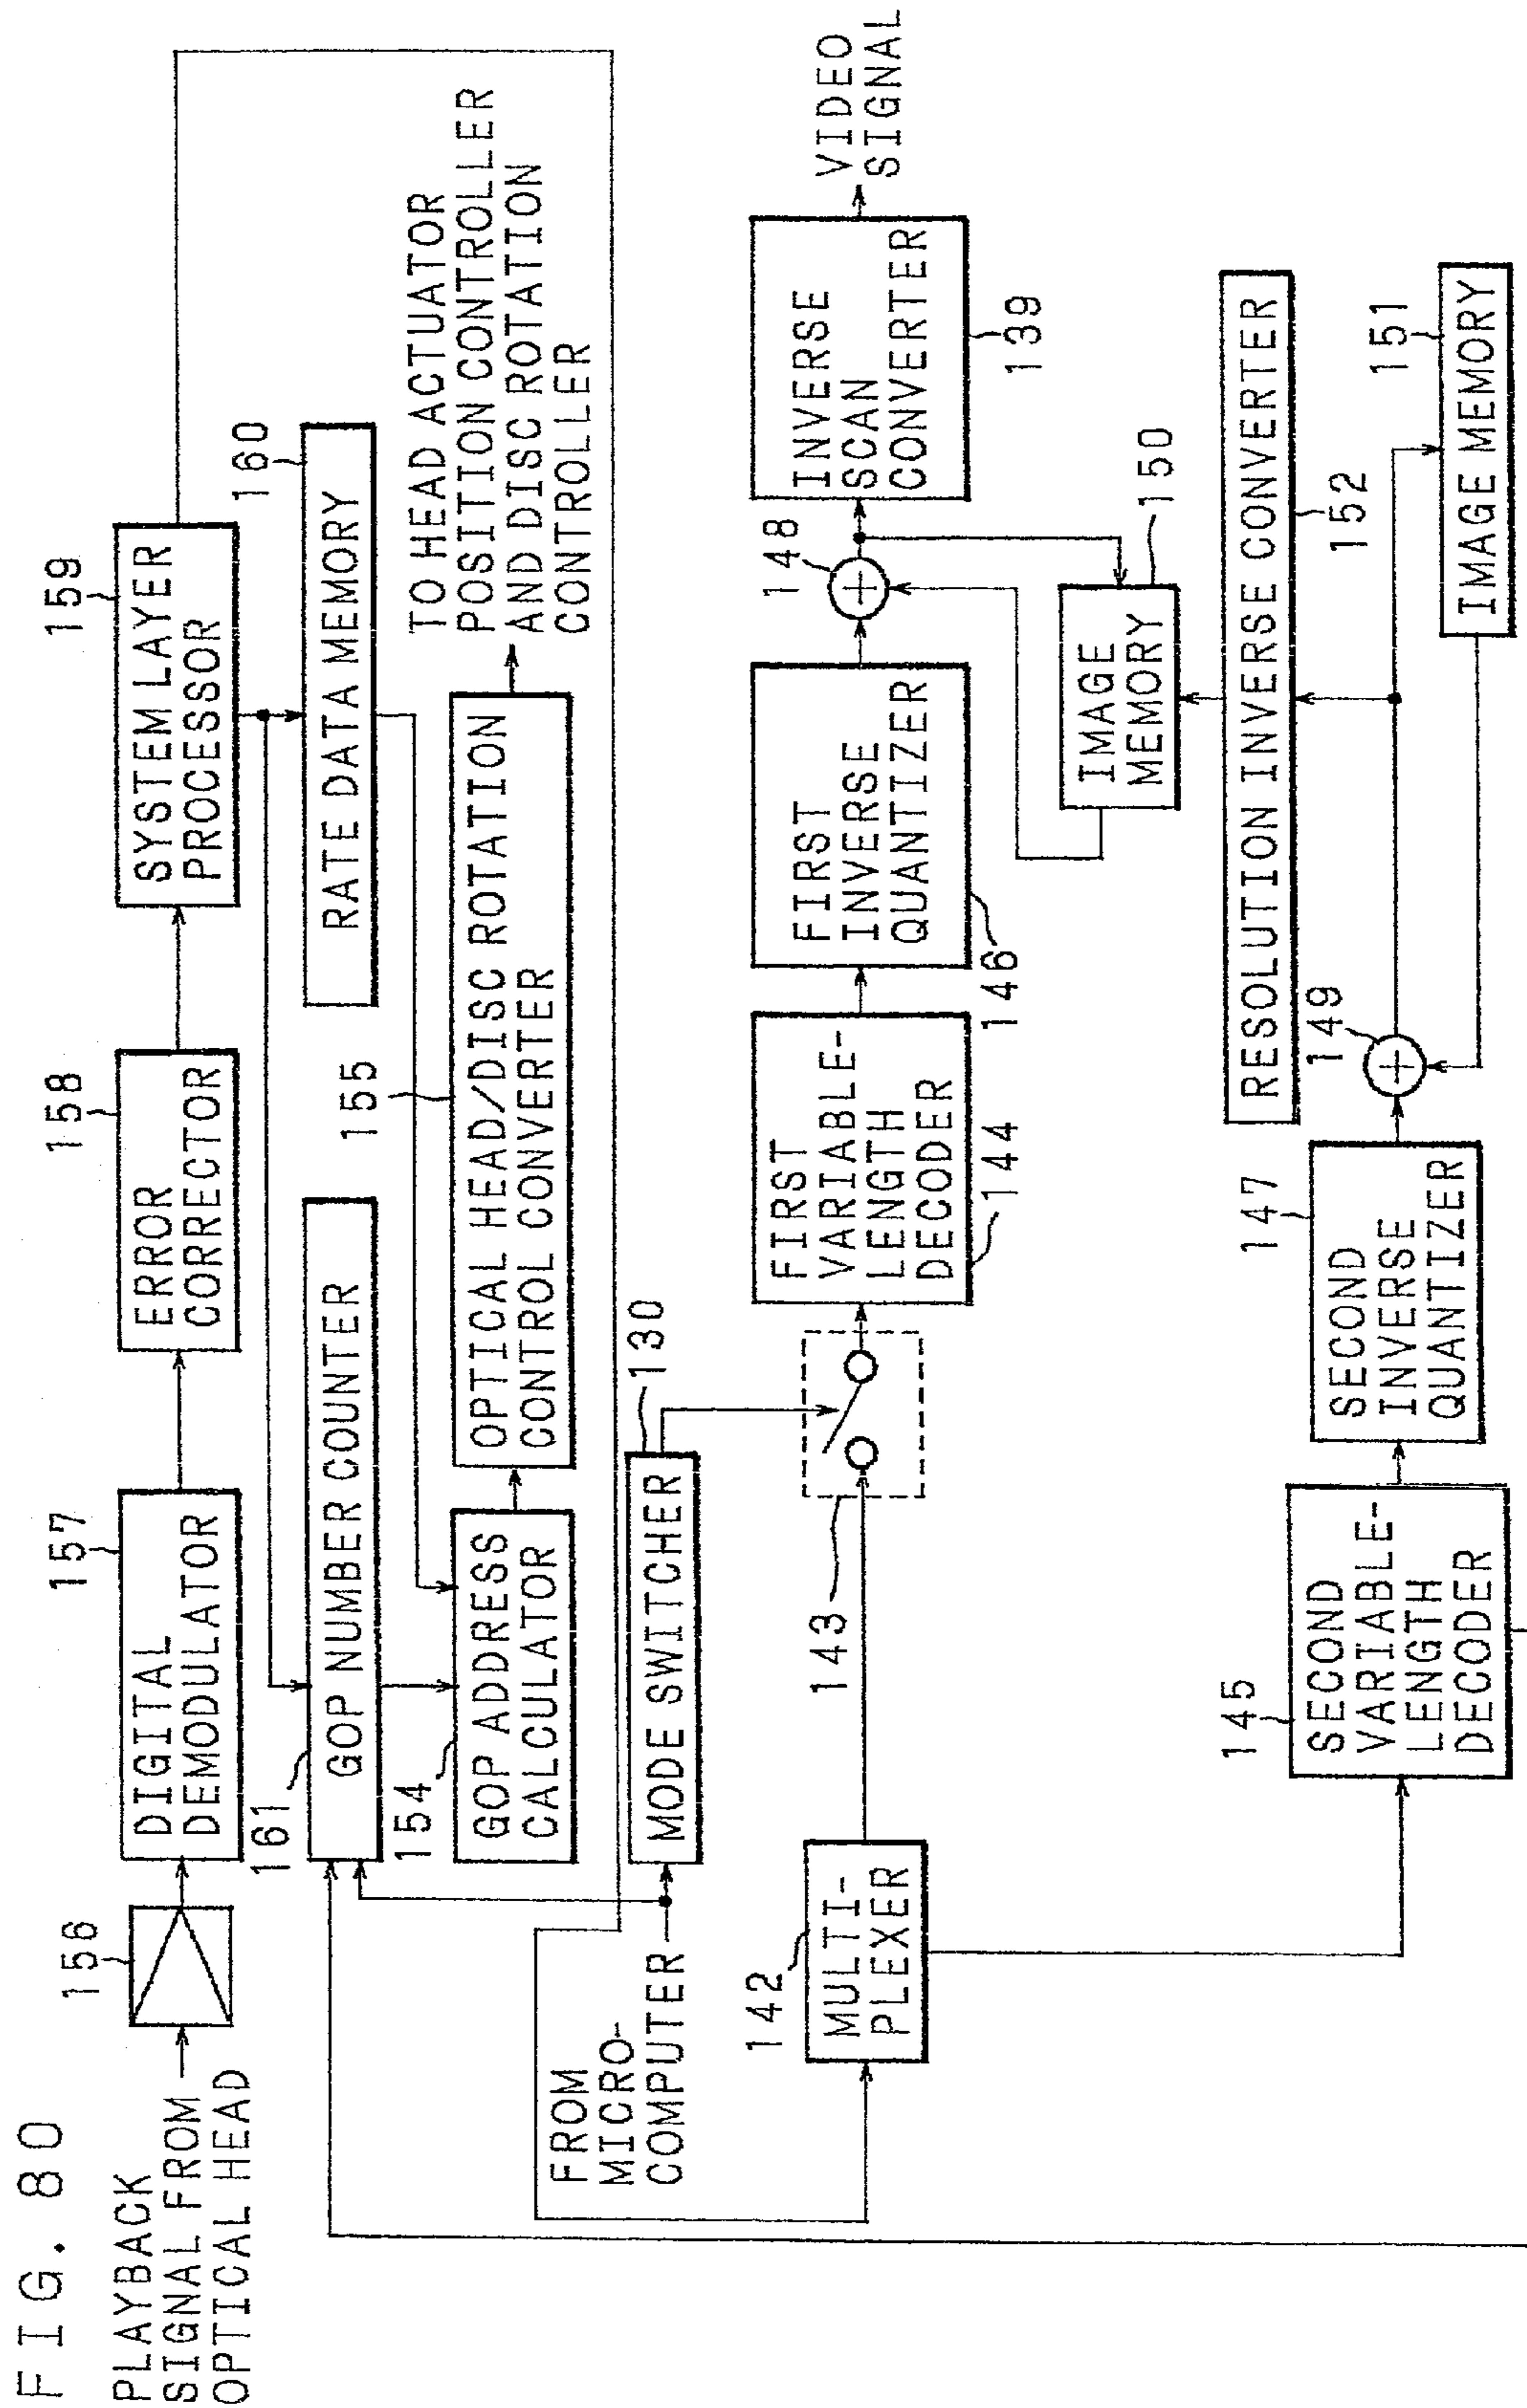 FIG. 80
PLAYBACK
SIGNAL FROM
OPTICAL HEAD
156
157
DIGITAL
DEMODULATOR
158
ERROR
CORRECTOR
159
SYSTEM LAYER
PROCESSOR
161
GOP NUMBER COUNTER
160
RATE DATA MEMORY
154
GOP ADDRESS
CALCULATOR
155
OPTICAL HEAD/DISC ROTATION
CONTROL CONVERTER
TO HEAD ACTUATOR
POSITION CONTROLLER
AND DISC ROTATION
CONTROLLER
FROM
MICRO-
COMPUTER
MODE SWITCHER
130
142
MULTI-
PLEXER
143
FIRST
VARIABLE-
LENGTH
DECODER
144
FIRST
INVERSE
QUANTIZER
146
148
INVERSE
SCAN
CONVERTER
139
VIDEO
SIGNAL
IMAGE
MEMORY
150
RESOLUTION INVERSE CONVERTER
152
145
SECOND
VARIABLE-
LENGTH
DECODER
147
SECOND
INVERSE
QUANTIZER
149
151
IMAGE MEMORY